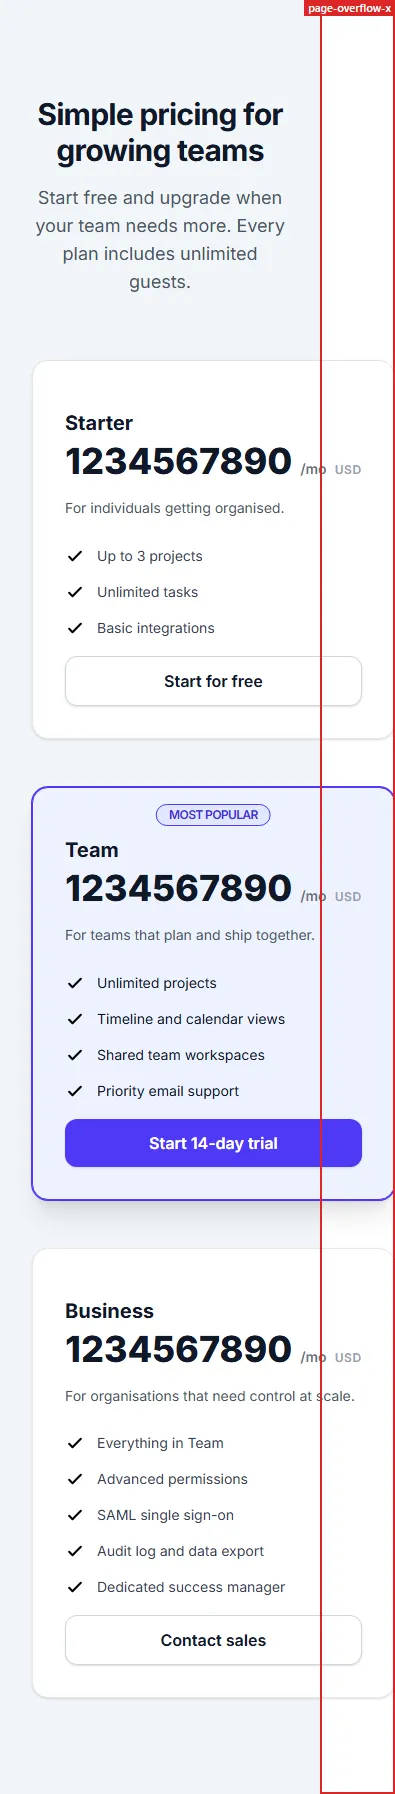 page-overflow-x
Simple pricing for
growing teams
Start free and upgrade when
your team needs more. Every
plan includes unlimited
guests.
Starter
1234567890 /mo USD
For individuals getting organised.
Up to 3 projects
Unlimited tasks
Basic integrations
Start for free
MOST POPULAR
Team
1234567890 /mo USD
For teams that plan and ship together.
Unlimited projects
Timeline and calendar views
Shared team workspaces
Priority email support
Start 14-day trial
Business
1234567890 /mo USD
For organisations that need control at scale.
Everything in Team
Advanced permissions
SAML single sign-on
Audit log and data export
Dedicated success manager
Contact sales